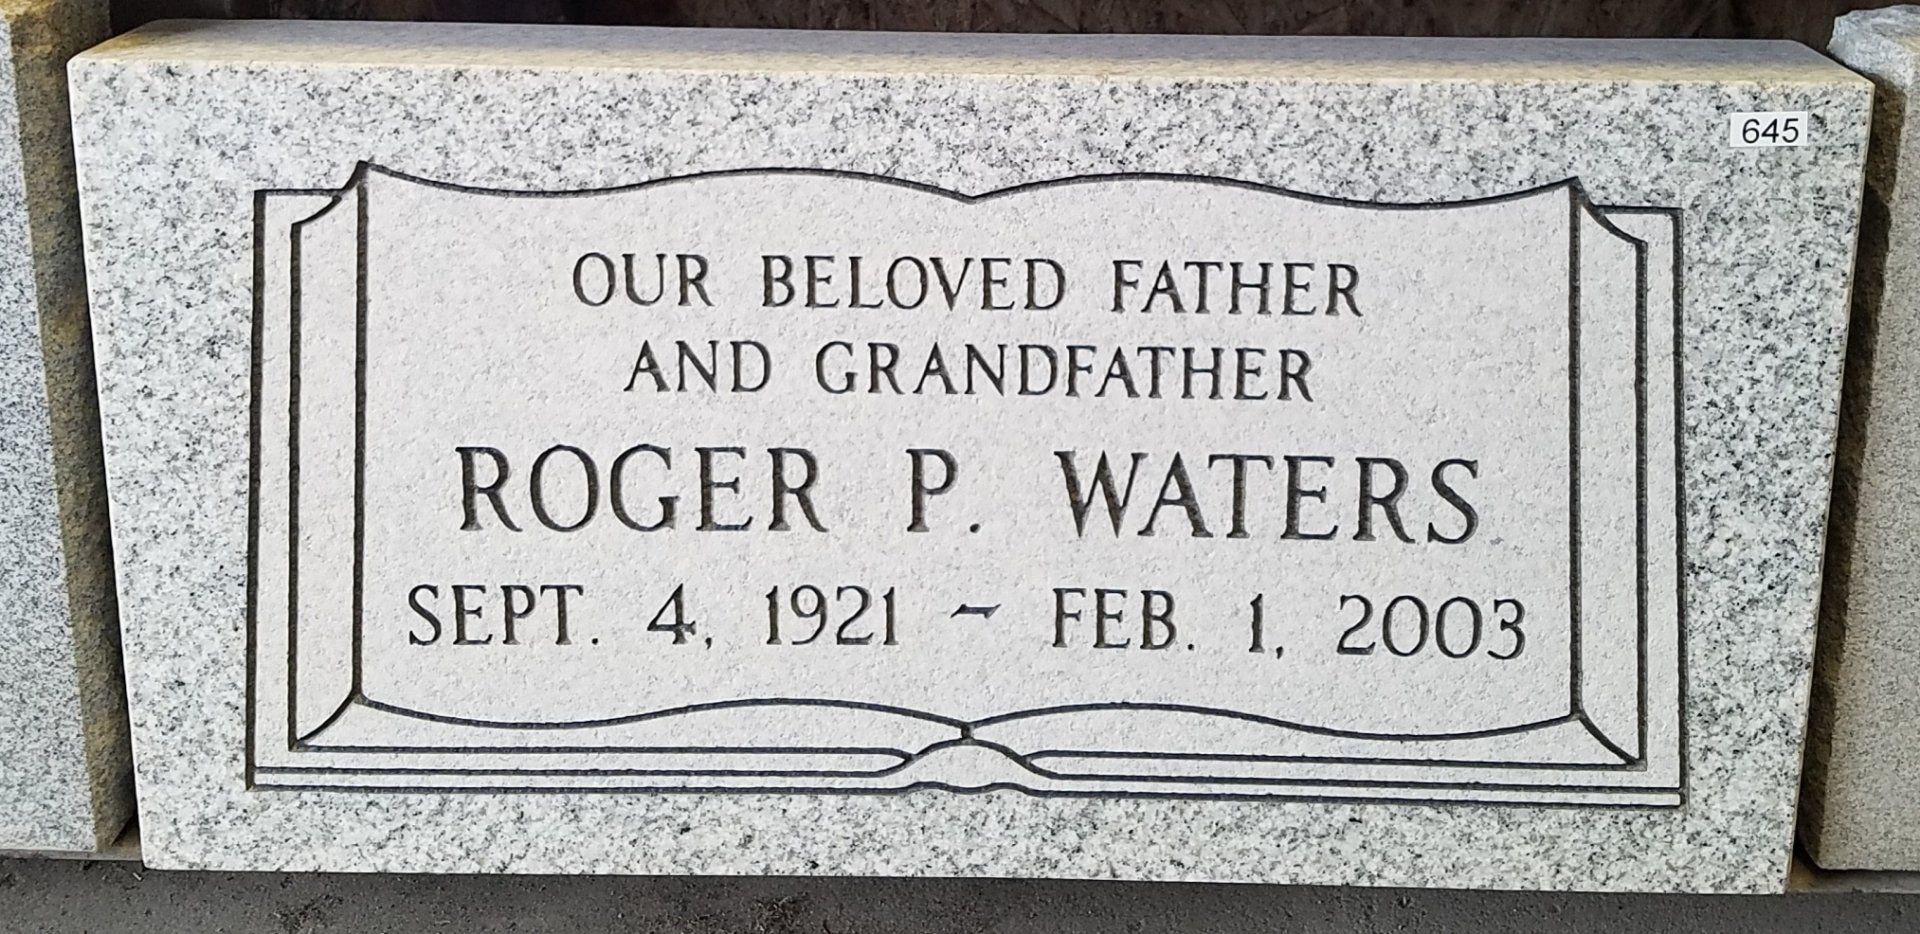 645
OUR BELOVED FATHER
AND GRANDFATHER
ROGER P. WATERS
SEPT. 4, 1921 ~ FEB. 1, 2003